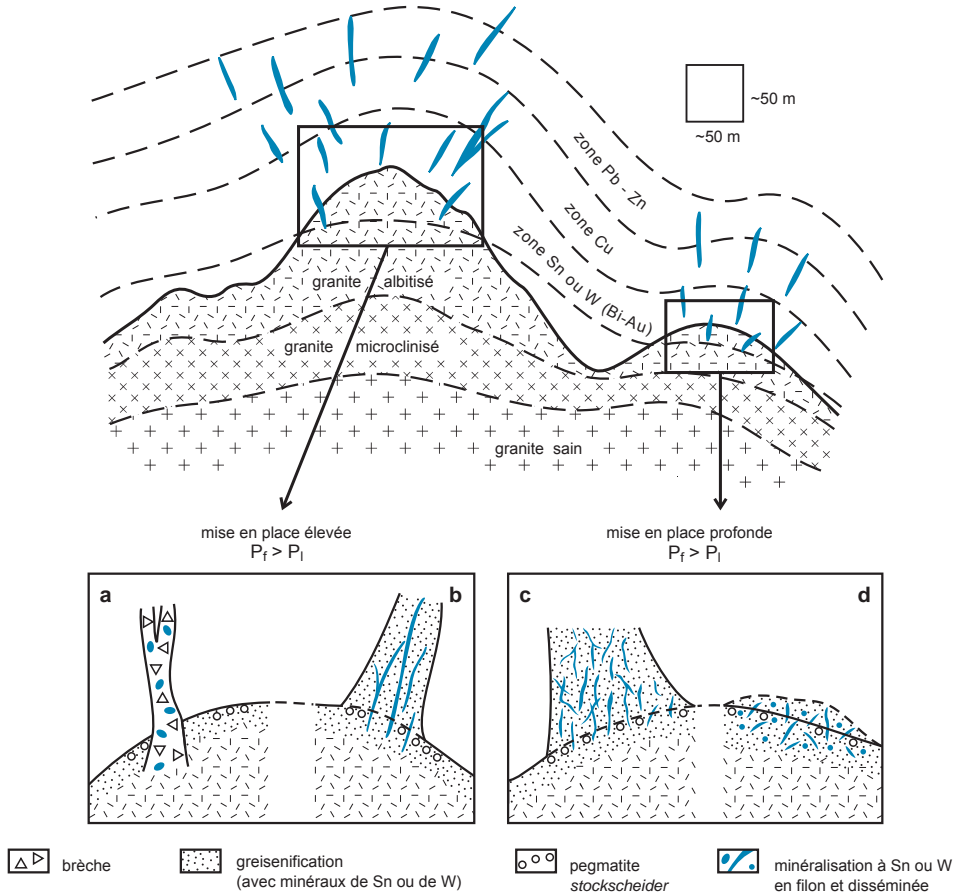 ~50 m
~50 m
zone Pb - Zn
zone Cu
zone Sn ou W (Bi-Au)
granite albitisé
granite microclinisé
granite sain
mise en place élevée
Pf > Pl
mise en place profonde
Pf > Pl
a
b
c
d
brèche
greisenification
(avec minéraux de Sn ou de W)
pegmatite
stockscheider
minéralisation à Sn ou W
en filon et disséminée